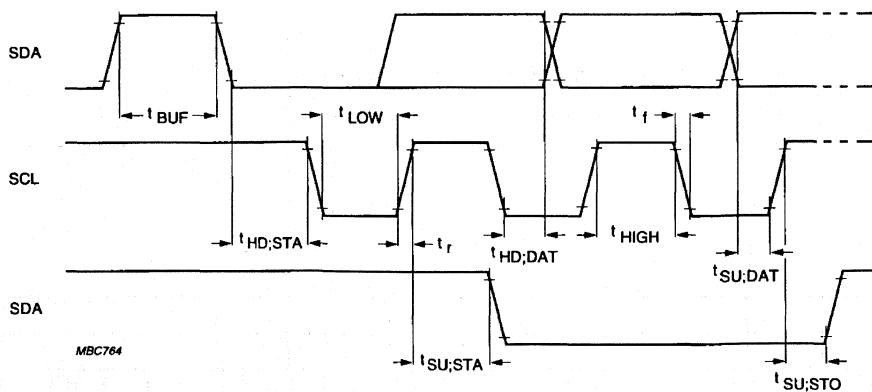 SDA
t BUF
t LOW
t f
SCL
t HD;STA
t r
t HD;DAT
t HIGH
t SU;DAT
SDA
MBC764
t SU;STA
t SU;STO